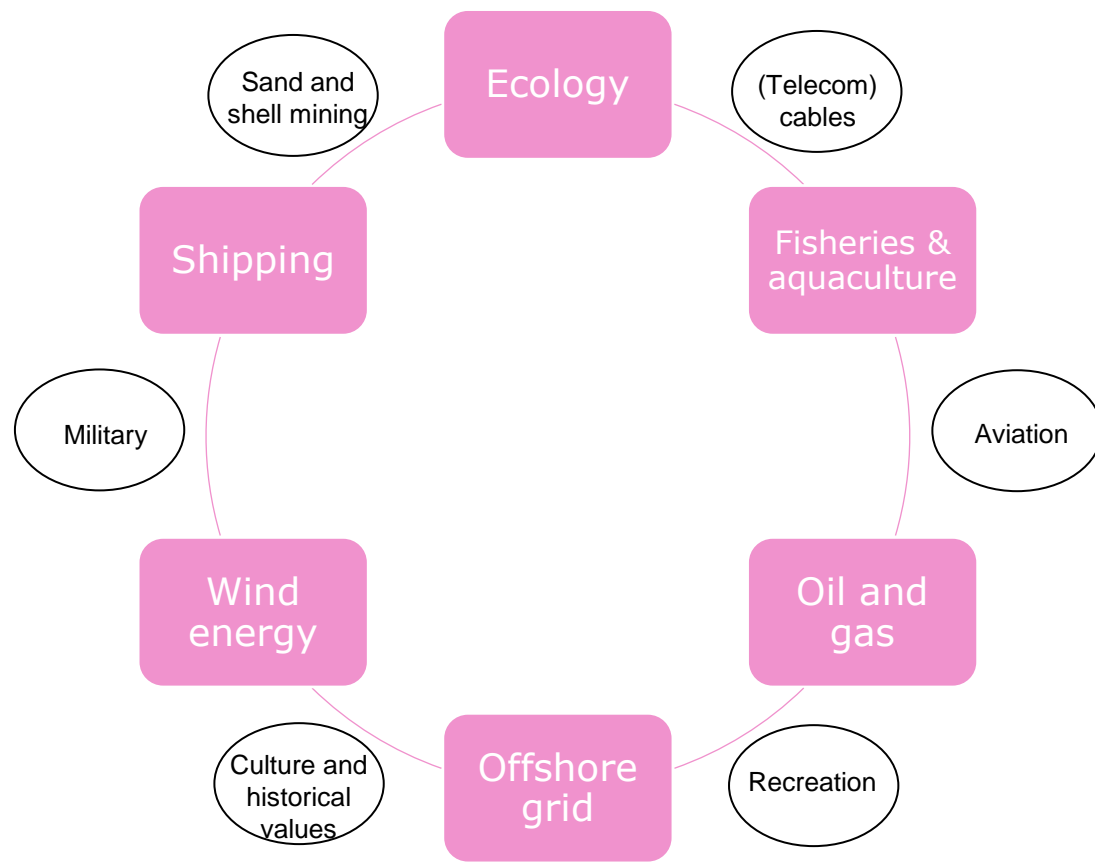 Ecology
Sand and
shell mining
(Telecom)
cables
Shipping
Fisheries &
aquaculture
Military
Aviation
Wind
energy
Oil and
gas
Culture and
historical
values
Offshore
grid
Recreation